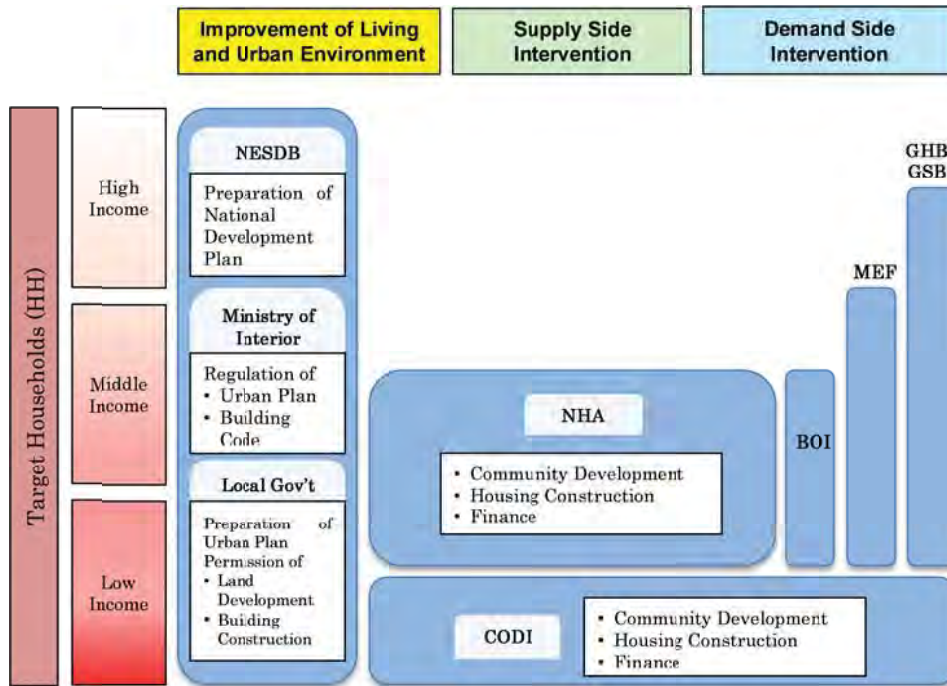 Improvement of Living
and Urban Environment
Supply Side
Intervention
Demand Side
Intervention
Target Households (HH)
High
Income
Middle
Income
Low
Income
NESDB
Preparation of
National
Development
Plan
Ministry of
Interior
Regulation of
• Urban Plan
• Building
Code
Local Gov't
Preparation of
Urban Plan
Permission of
• Land
Development
• Building
Construction
NHA
• Community Development
• Housing Construction
• Finance
BOI
MEF
GHB
GSB
CODI
• Community Development
• Housing Construction
• Finance